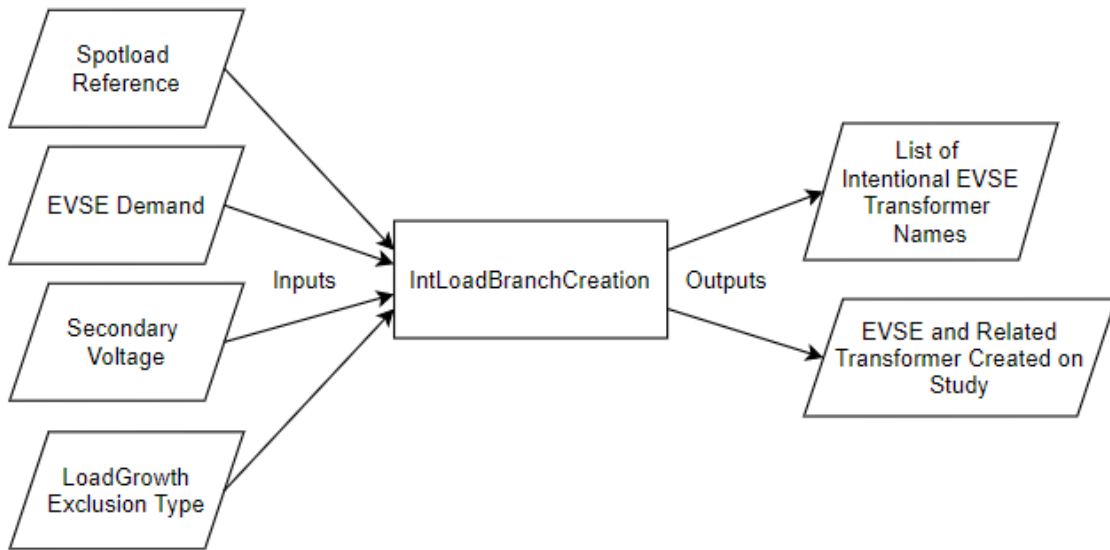 Spotload
Reference
EVSE Demand
Inputs
Secondary
Voltage
LoadGrowth
Exclusion Type
IntLoadBranchCreation
Outputs
List of
Intentional EVSE
Transformer
Names
EVSE and Related
Transformer Created on
Study